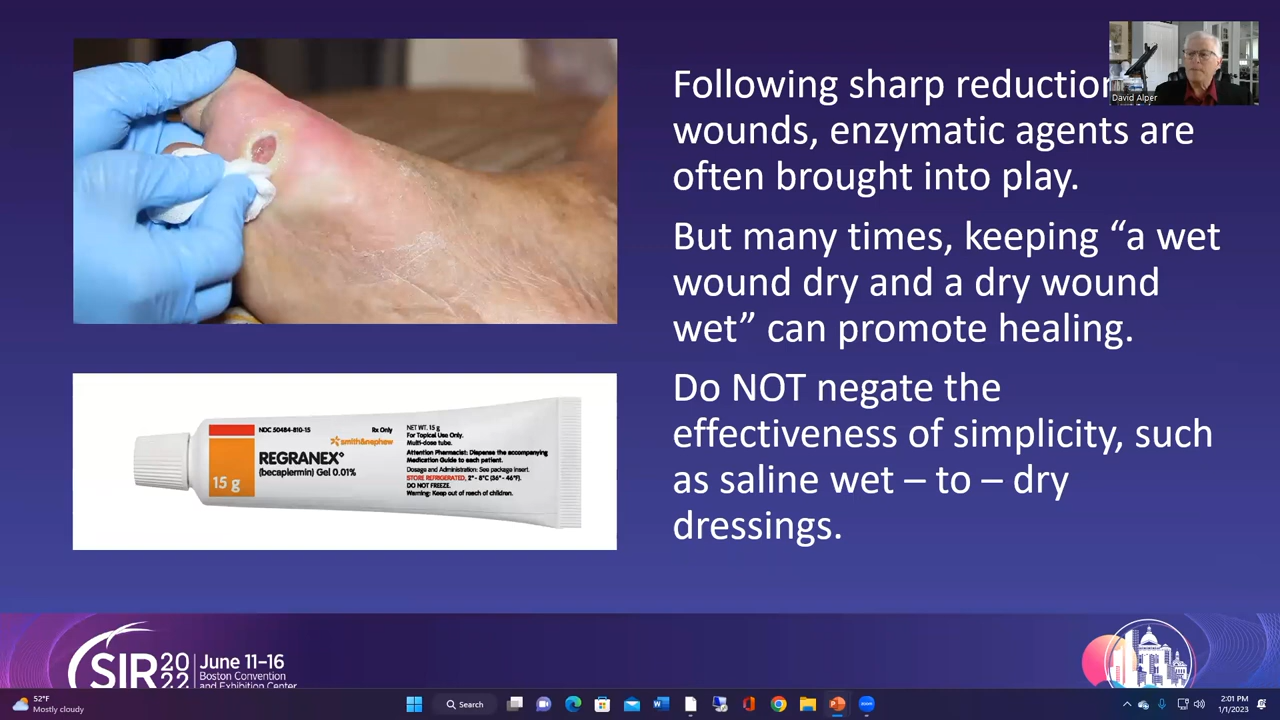 Following sharp reduction
wounds, enzymatic agents are
often brought into play.
But many times, keeping “a wet
wound dry and a dry wound
wet” can promote healing.
Do NOT negate the
effectiveness of simplicity, such
as saline wet – to – dry
dressings.
David Alper
NDC 50484-810-15
Rx Only
smith&nephew
REGRANEX°
(becaplermin) Gel 0.01%
15 g
NET WT. 15 g
For Topical Use Only.
Multi-dose tube.
Attention Pharmacist: Dispense the accompanying
Medication Guide to each patient.
Dosage and Administration: See package insert.
STORE REFRIGERATED, 2° - 8°C (36° - 46°F).
DO NOT FREEZE.
Warning: Keep out of reach of children.
SIR 2022
June 11–16
Boston Convention
and Exhibition Center
52°F
Mostly cloudy
Search
2:01 PM
1/1/2023